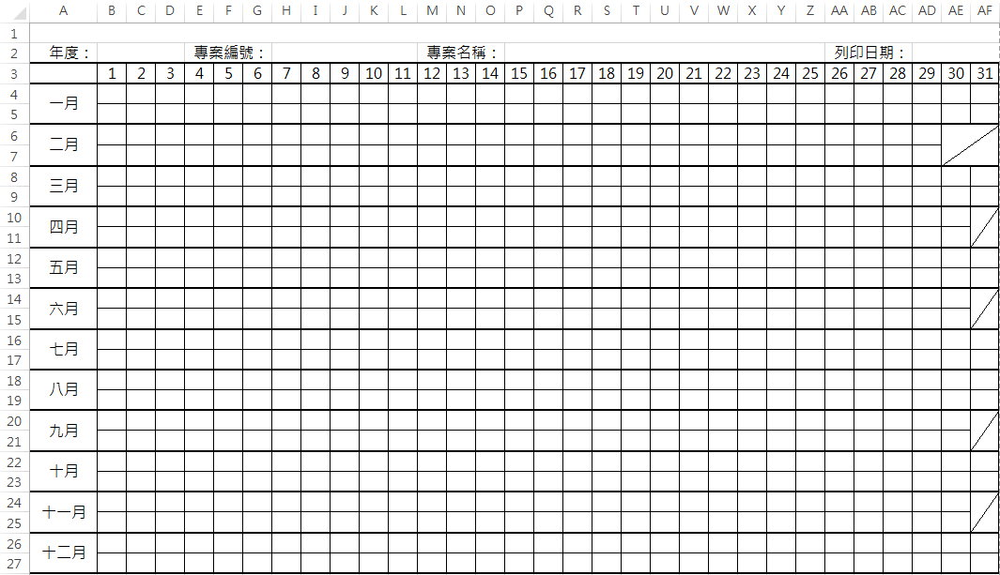 A B C D E F G H I J K L M N O P Q R S T U V W X Y Z AA AB AC AD AE AF
1
2 年度： 專案編號： 專案名稱： 列印日期：
3 1 2 3 4 5 6 7 8 9 10 11 12 13 14 15 16 17 18 19 20 21 22 23 24 25 26 27 28 29 30 31
4
一月
5
6
二月
7
8
三月
9
10
四月
11
12
五月
13
14
六月
15
16
七月
17
18
八月
19
20
九月
21
22
十月
23
24
十一月
25
26
十二月
27